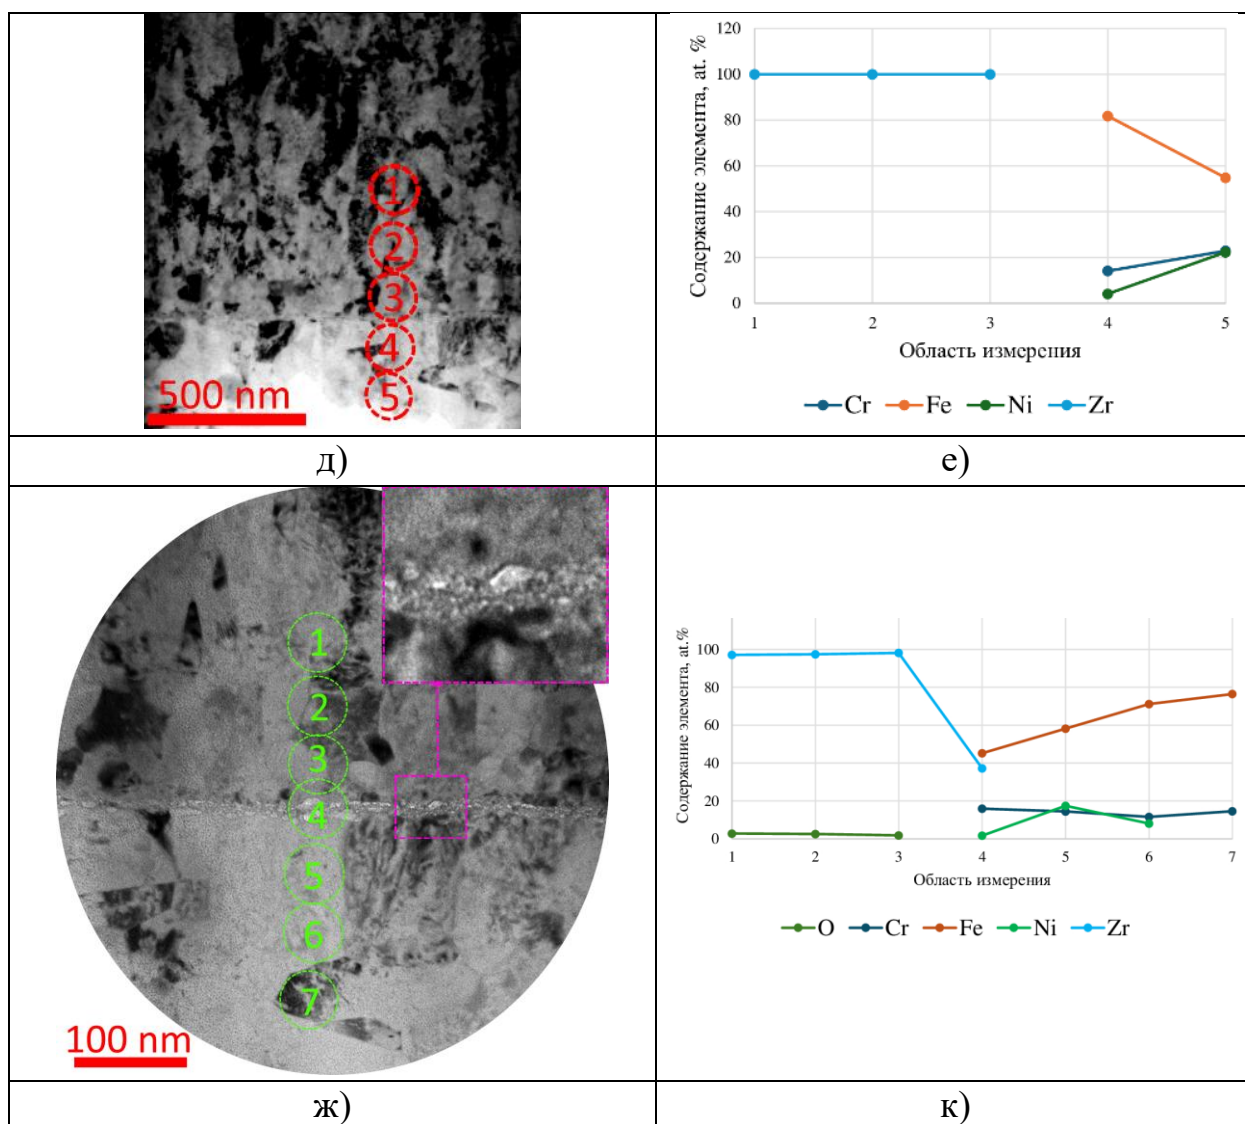 1
2
3
4
5
500 nm
120
100
80
60
40
20
0
Содержание элемента, at. %
1 2 3 4 5
Область измерения
Cr Fe Ni Zr
д) е)
1
2
3
4
5
6
7
100 nm
100
80
60
40
20
0
Содержание элемента, at.%
1 2 3 4 5 6 7
Область измерения
O Cr Fe Ni Zr
ж) к)